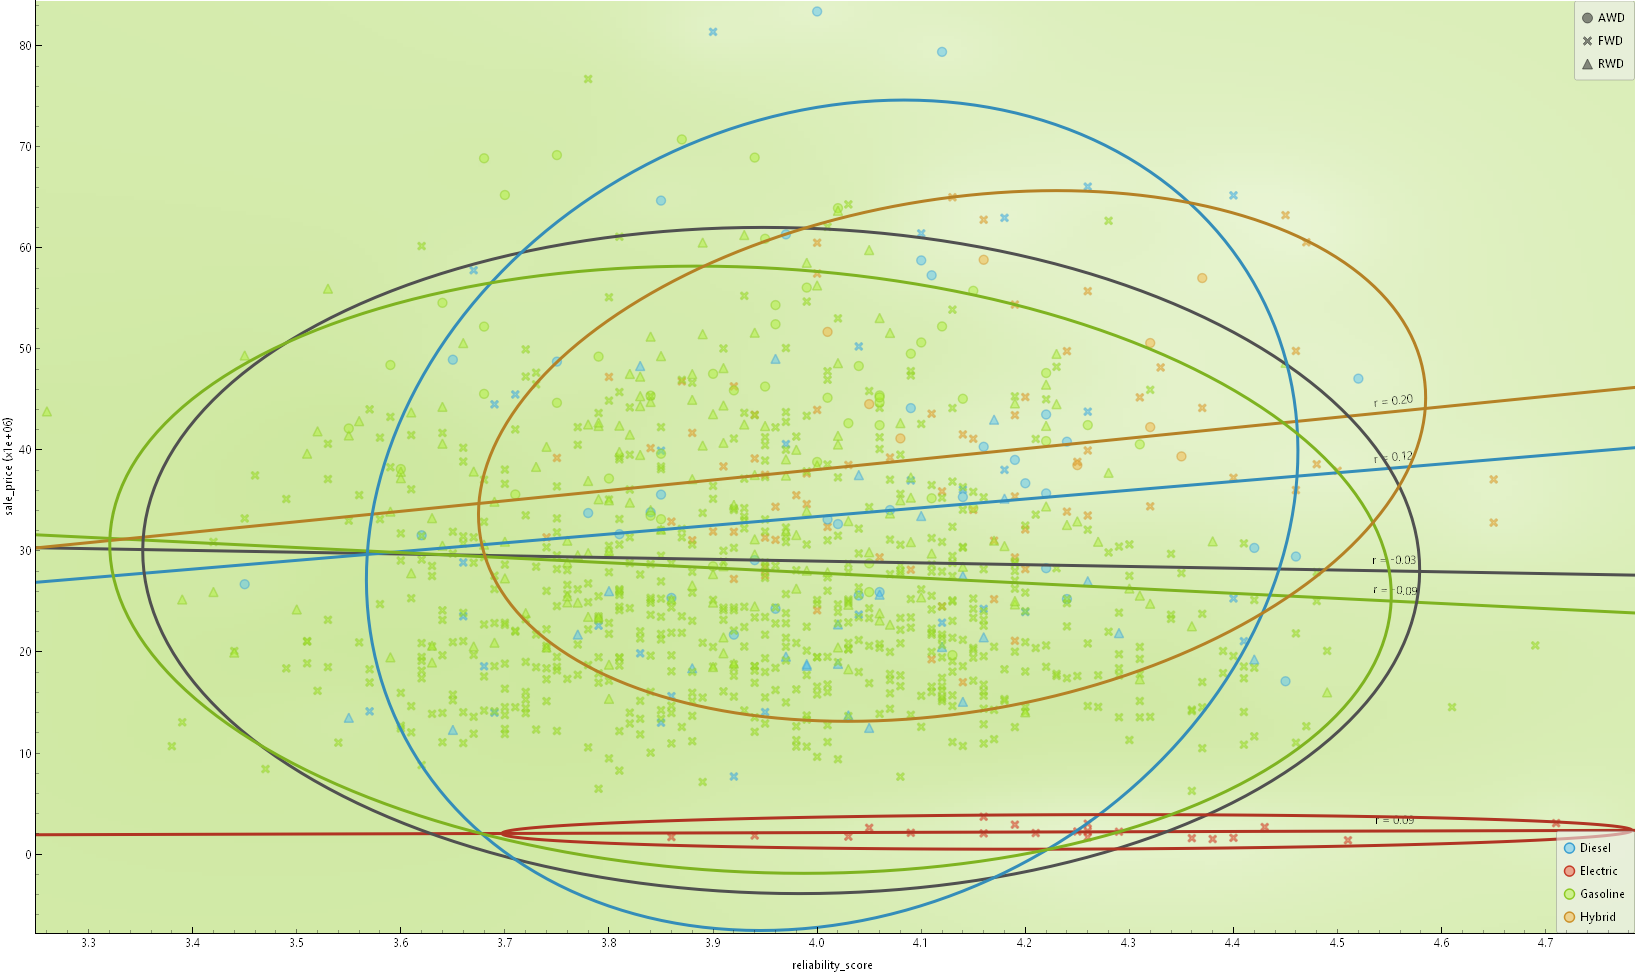 AWD
FWD
RWD
80
70
60
50
40
30
20
10
0
sale_price (x1e+06)
r = 0.20
r = 0.12
r = -0.03
r = -0.09
r = 0.09
Diesel
Electric
Gasoline
Hybrid
3.3 3.4 3.5 3.6 3.7 3.8 3.9 4.0 4.1 4.2 4.3 4.4 4.5 4.6 4.7
reliability_score